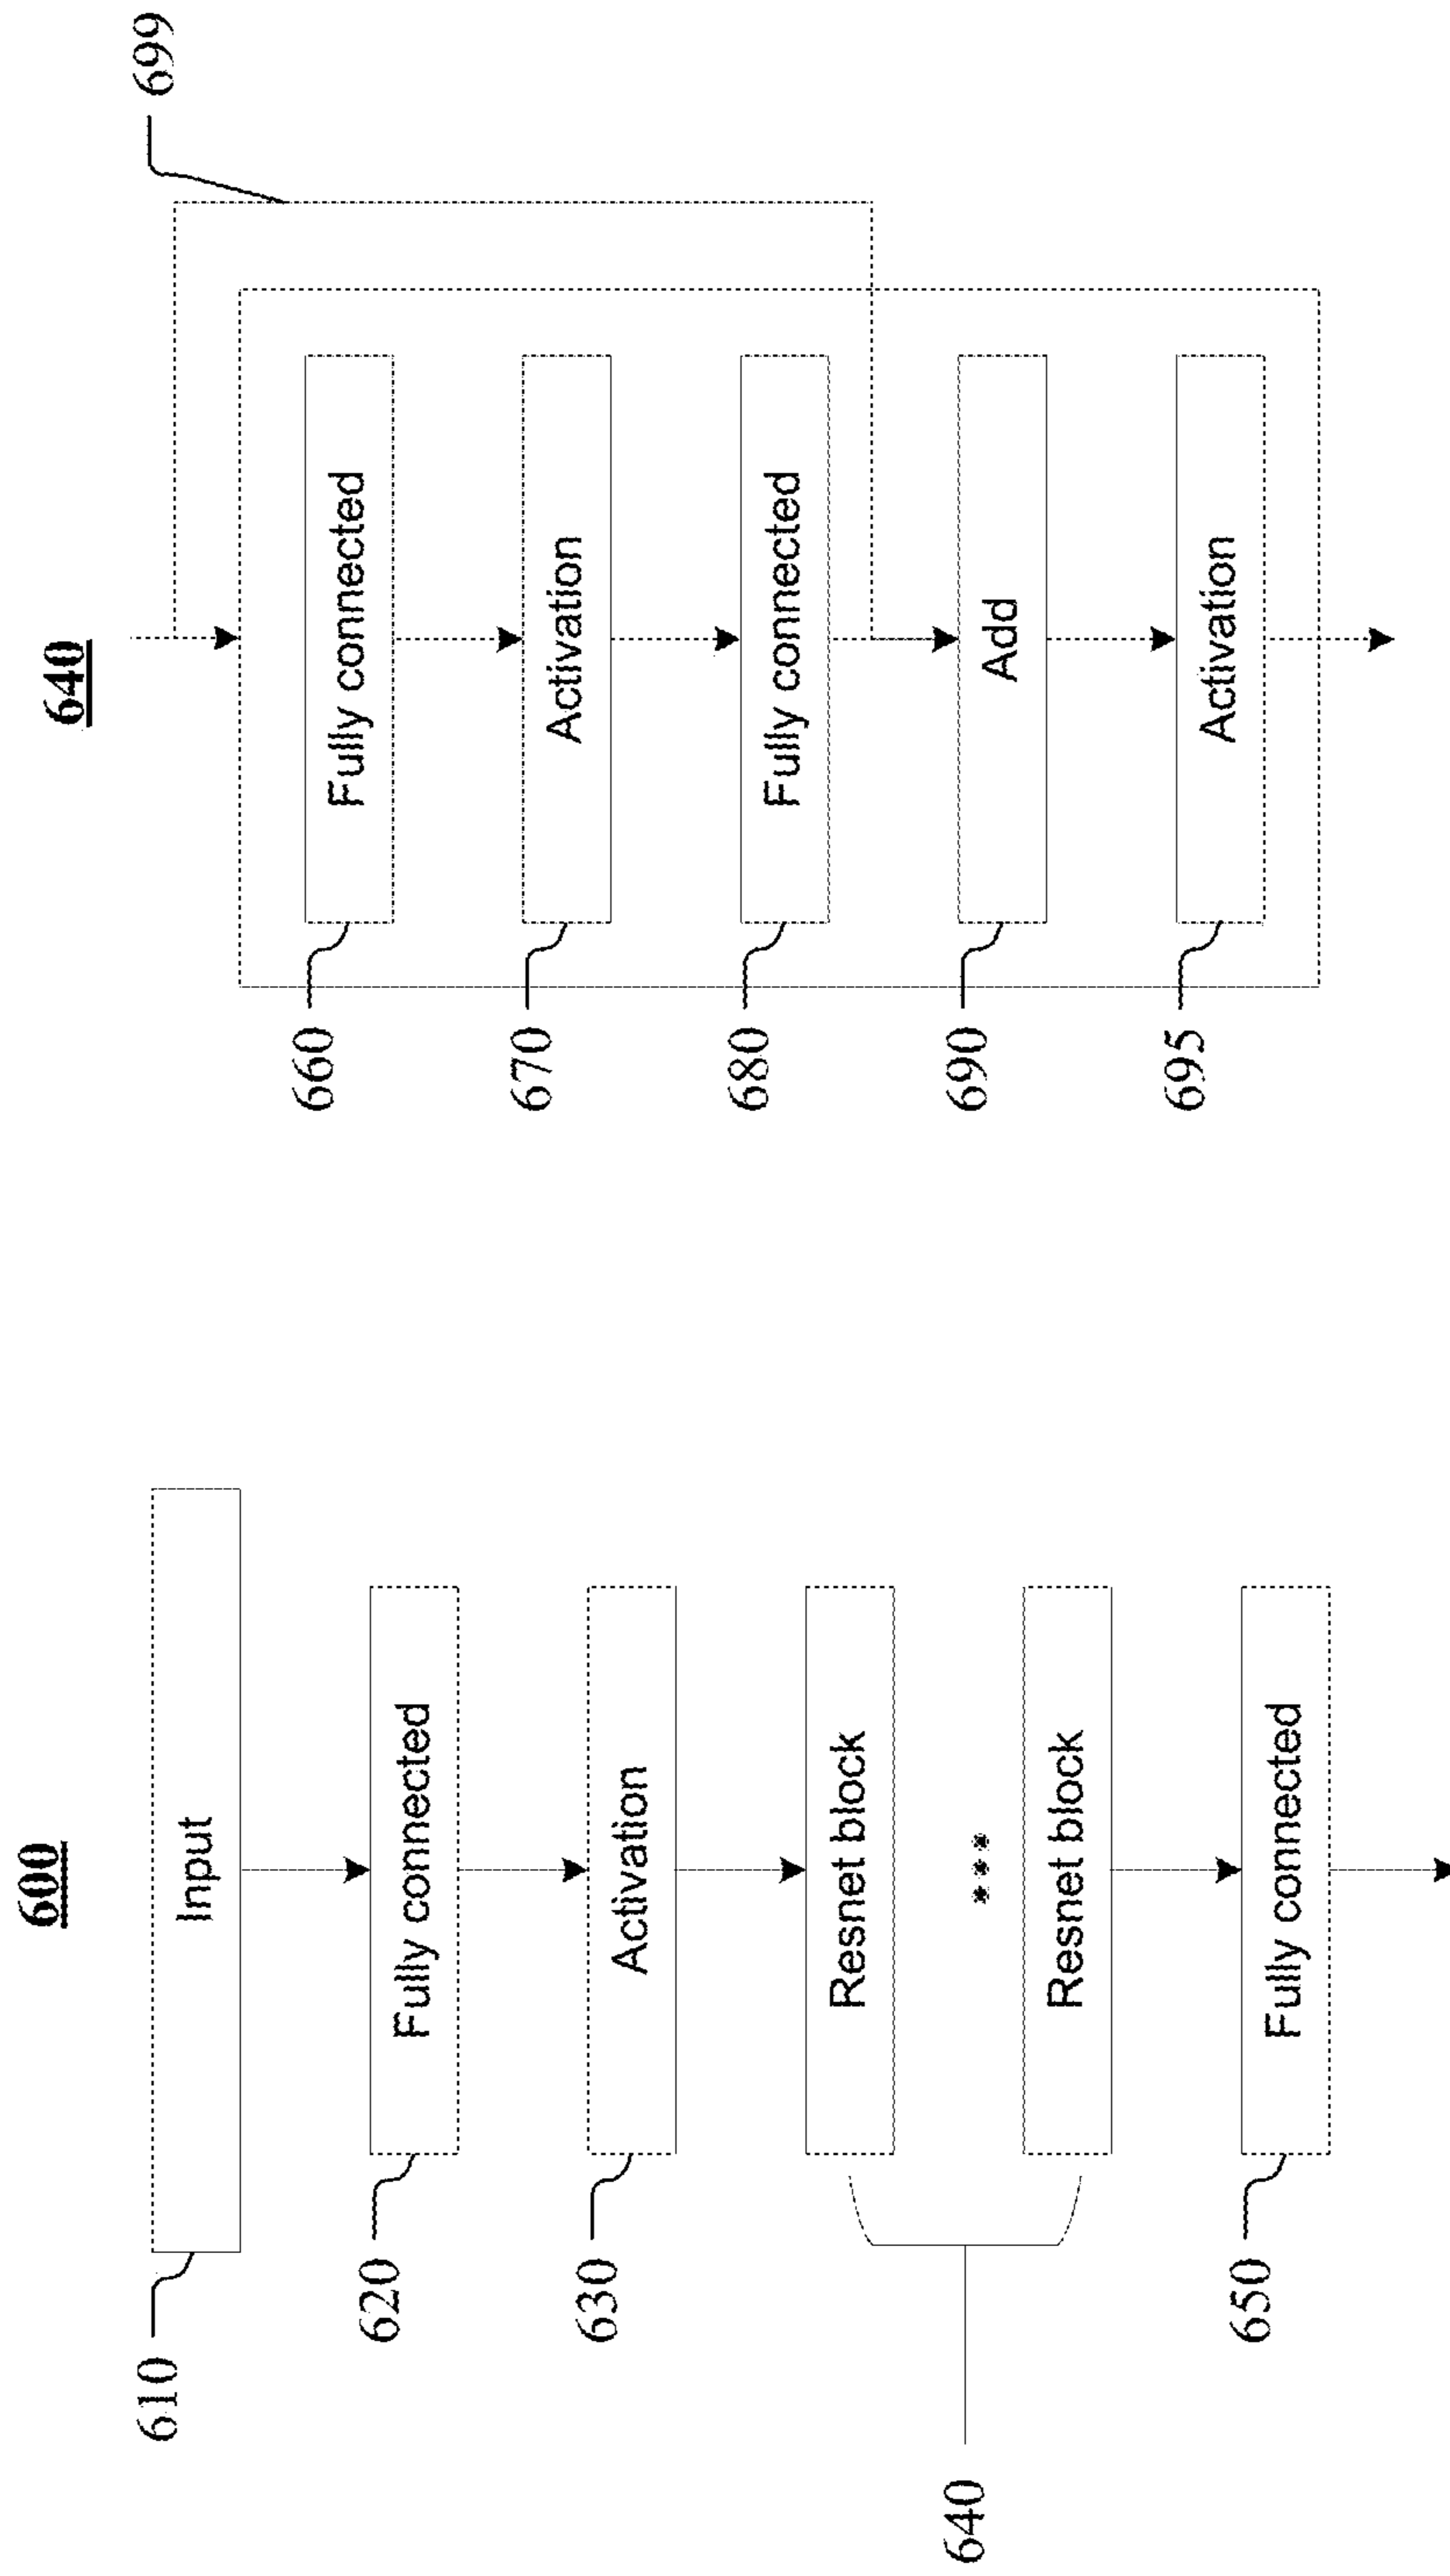 600
610
Input
620
Fully connected
630
Activation
640
Resnet block
...
Resnet block
650
Fully connected
640
699
660
Fully connected
670
Activation
680
Fully connected
690
Add
695
Activation